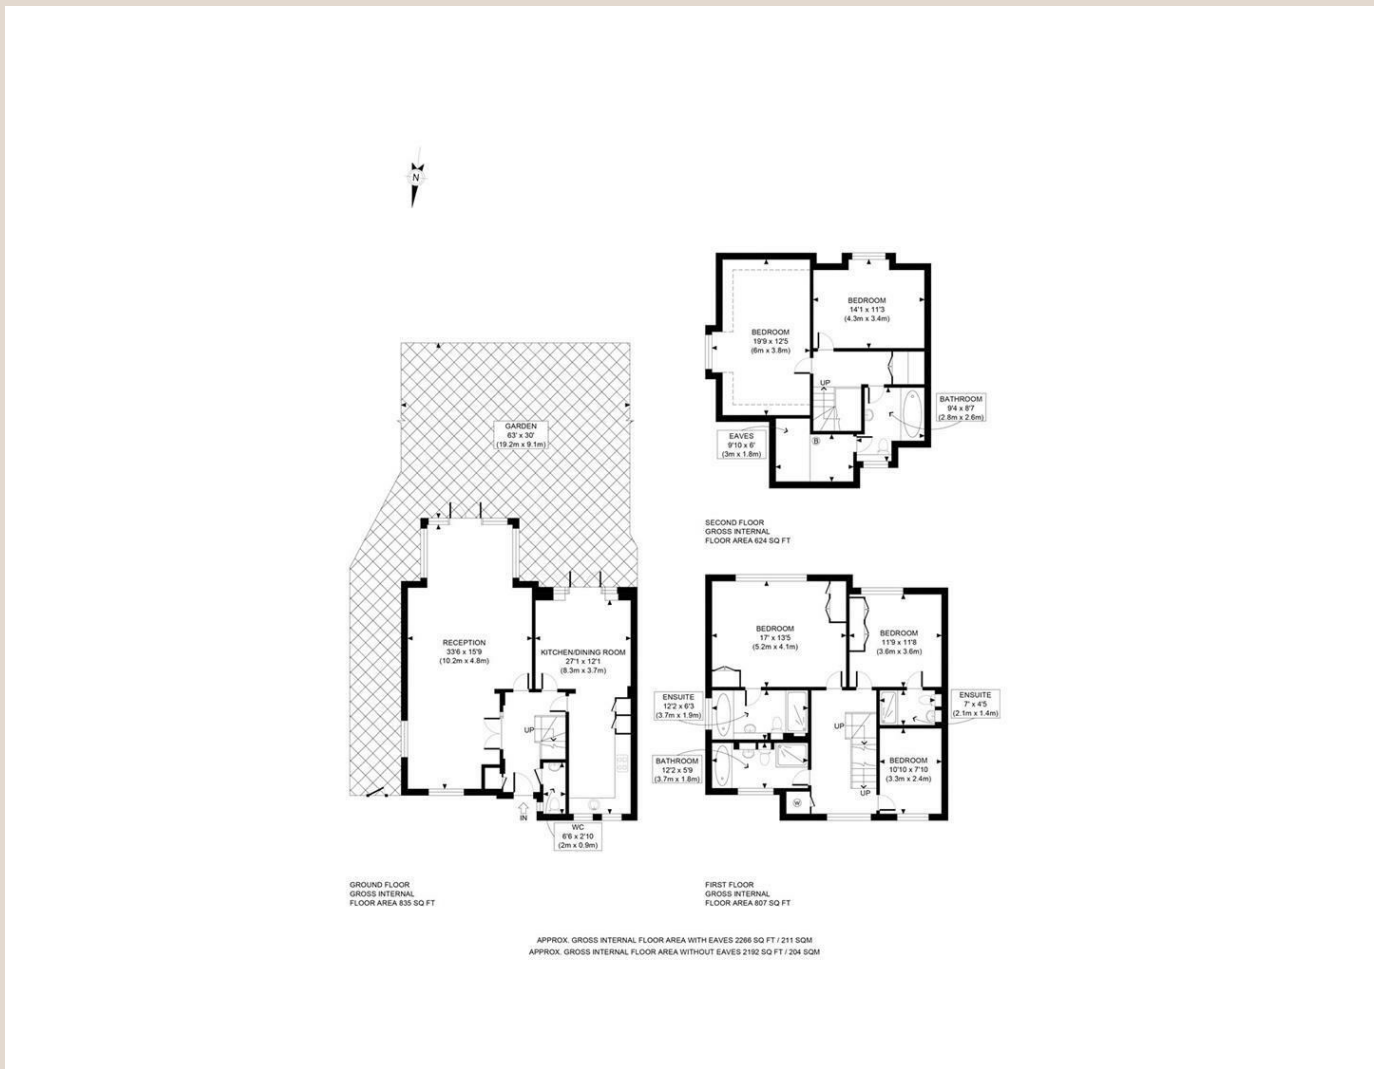 N
BEDROOM
14'1 x 11'3
(4.3m x 3.4m)
BEDROOM
19'9 x 12'5
(6m x 3.8m)
UP
BATHROOM
9'4 x 8'7
(2.8m x 2.6m)
EAVES
9'10 x 6'
(3m x 1.8m)
B
SECOND FLOOR
GROSS INTERNAL
FLOOR AREA 624 SQ FT
GARDEN
63' x 30'
(19.2m x 9.1m)
RECEPTION
33'6 x 15'9
(10.2m x 4.8m)
KITCHEN/DINING ROOM
27'1 x 12'1
(8.3m x 3.7m)
UP
IN
WC
6'6 x 2'10
(2m x 0.9m)
GROUND FLOOR
GROSS INTERNAL
FLOOR AREA 835 SQ FT
BEDROOM
17' x 13'5
(5.2m x 4.1m)
BEDROOM
11'9 x 11'8
(3.6m x 3.6m)
ENSUITE
12'2 x 6'3
(3.7m x 1.9m)
ENSUITE
7' x 4'5
(2.1m x 1.4m)
UP
BATHROOM
12'2 x 5'9
(3.7m x 1.8m)
BEDROOM
10'10 x 7'10
(3.3m x 2.4m)
UP
W
FIRST FLOOR
GROSS INTERNAL
FLOOR AREA 807 SQ FT
APPROX. GROSS INTERNAL FLOOR AREA WITH EAVES 2266 SQ FT / 211 SQM
APPROX. GROSS INTERNAL FLOOR AREA WITHOUT EAVES 2192 SQ FT / 204 SQM